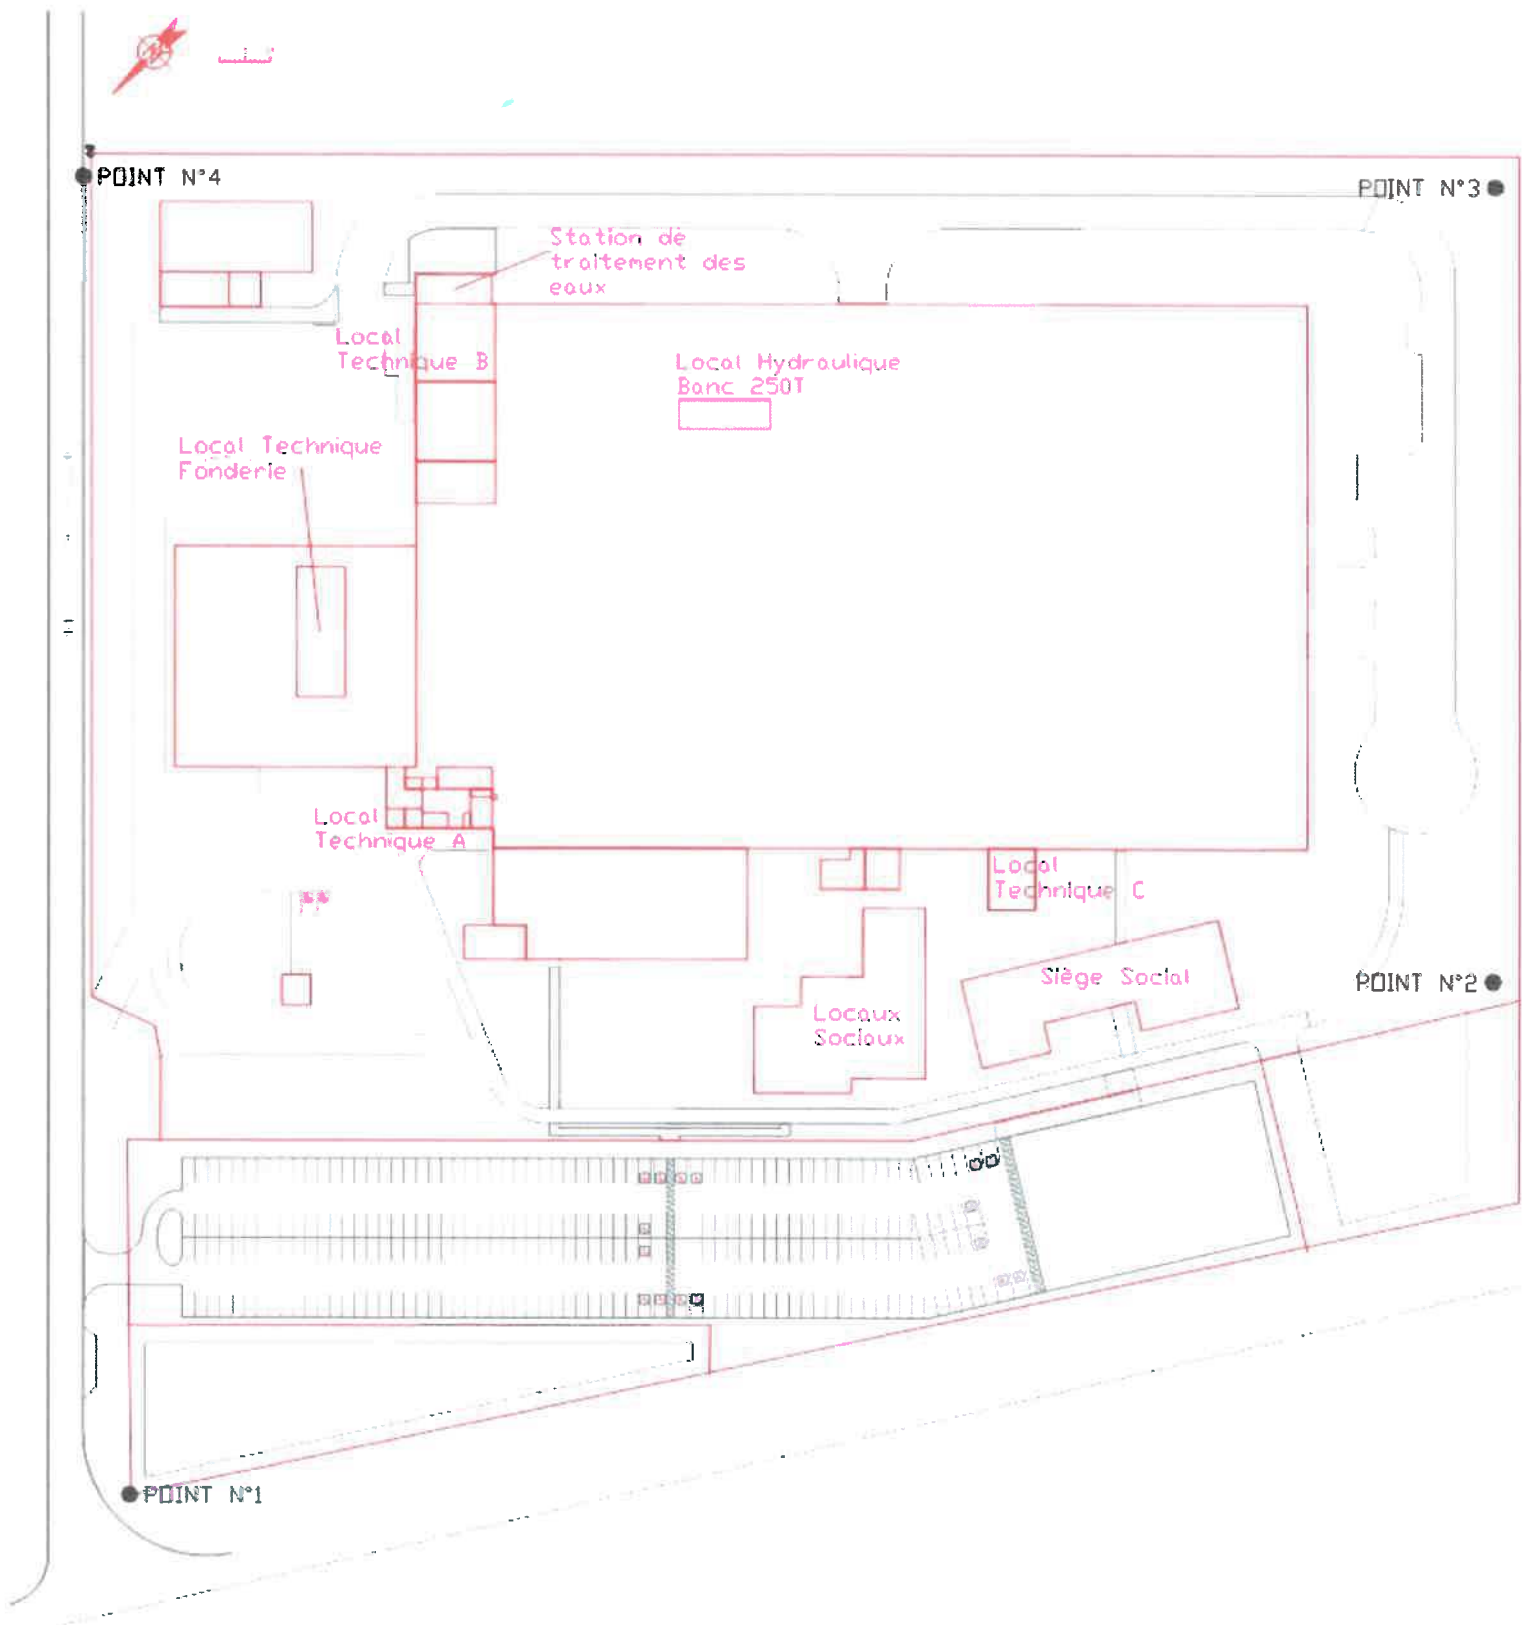 POINT N°4
POINT N°3
Station de
traitement des
eaux
Local
Technique B
Local Hydraulique
Banc 250T
Local Technique
Fonderie
Local
Technique A
Local
Technique C
Siège Social
POINT N°2
Locaux
Sociaux
POINT N°1